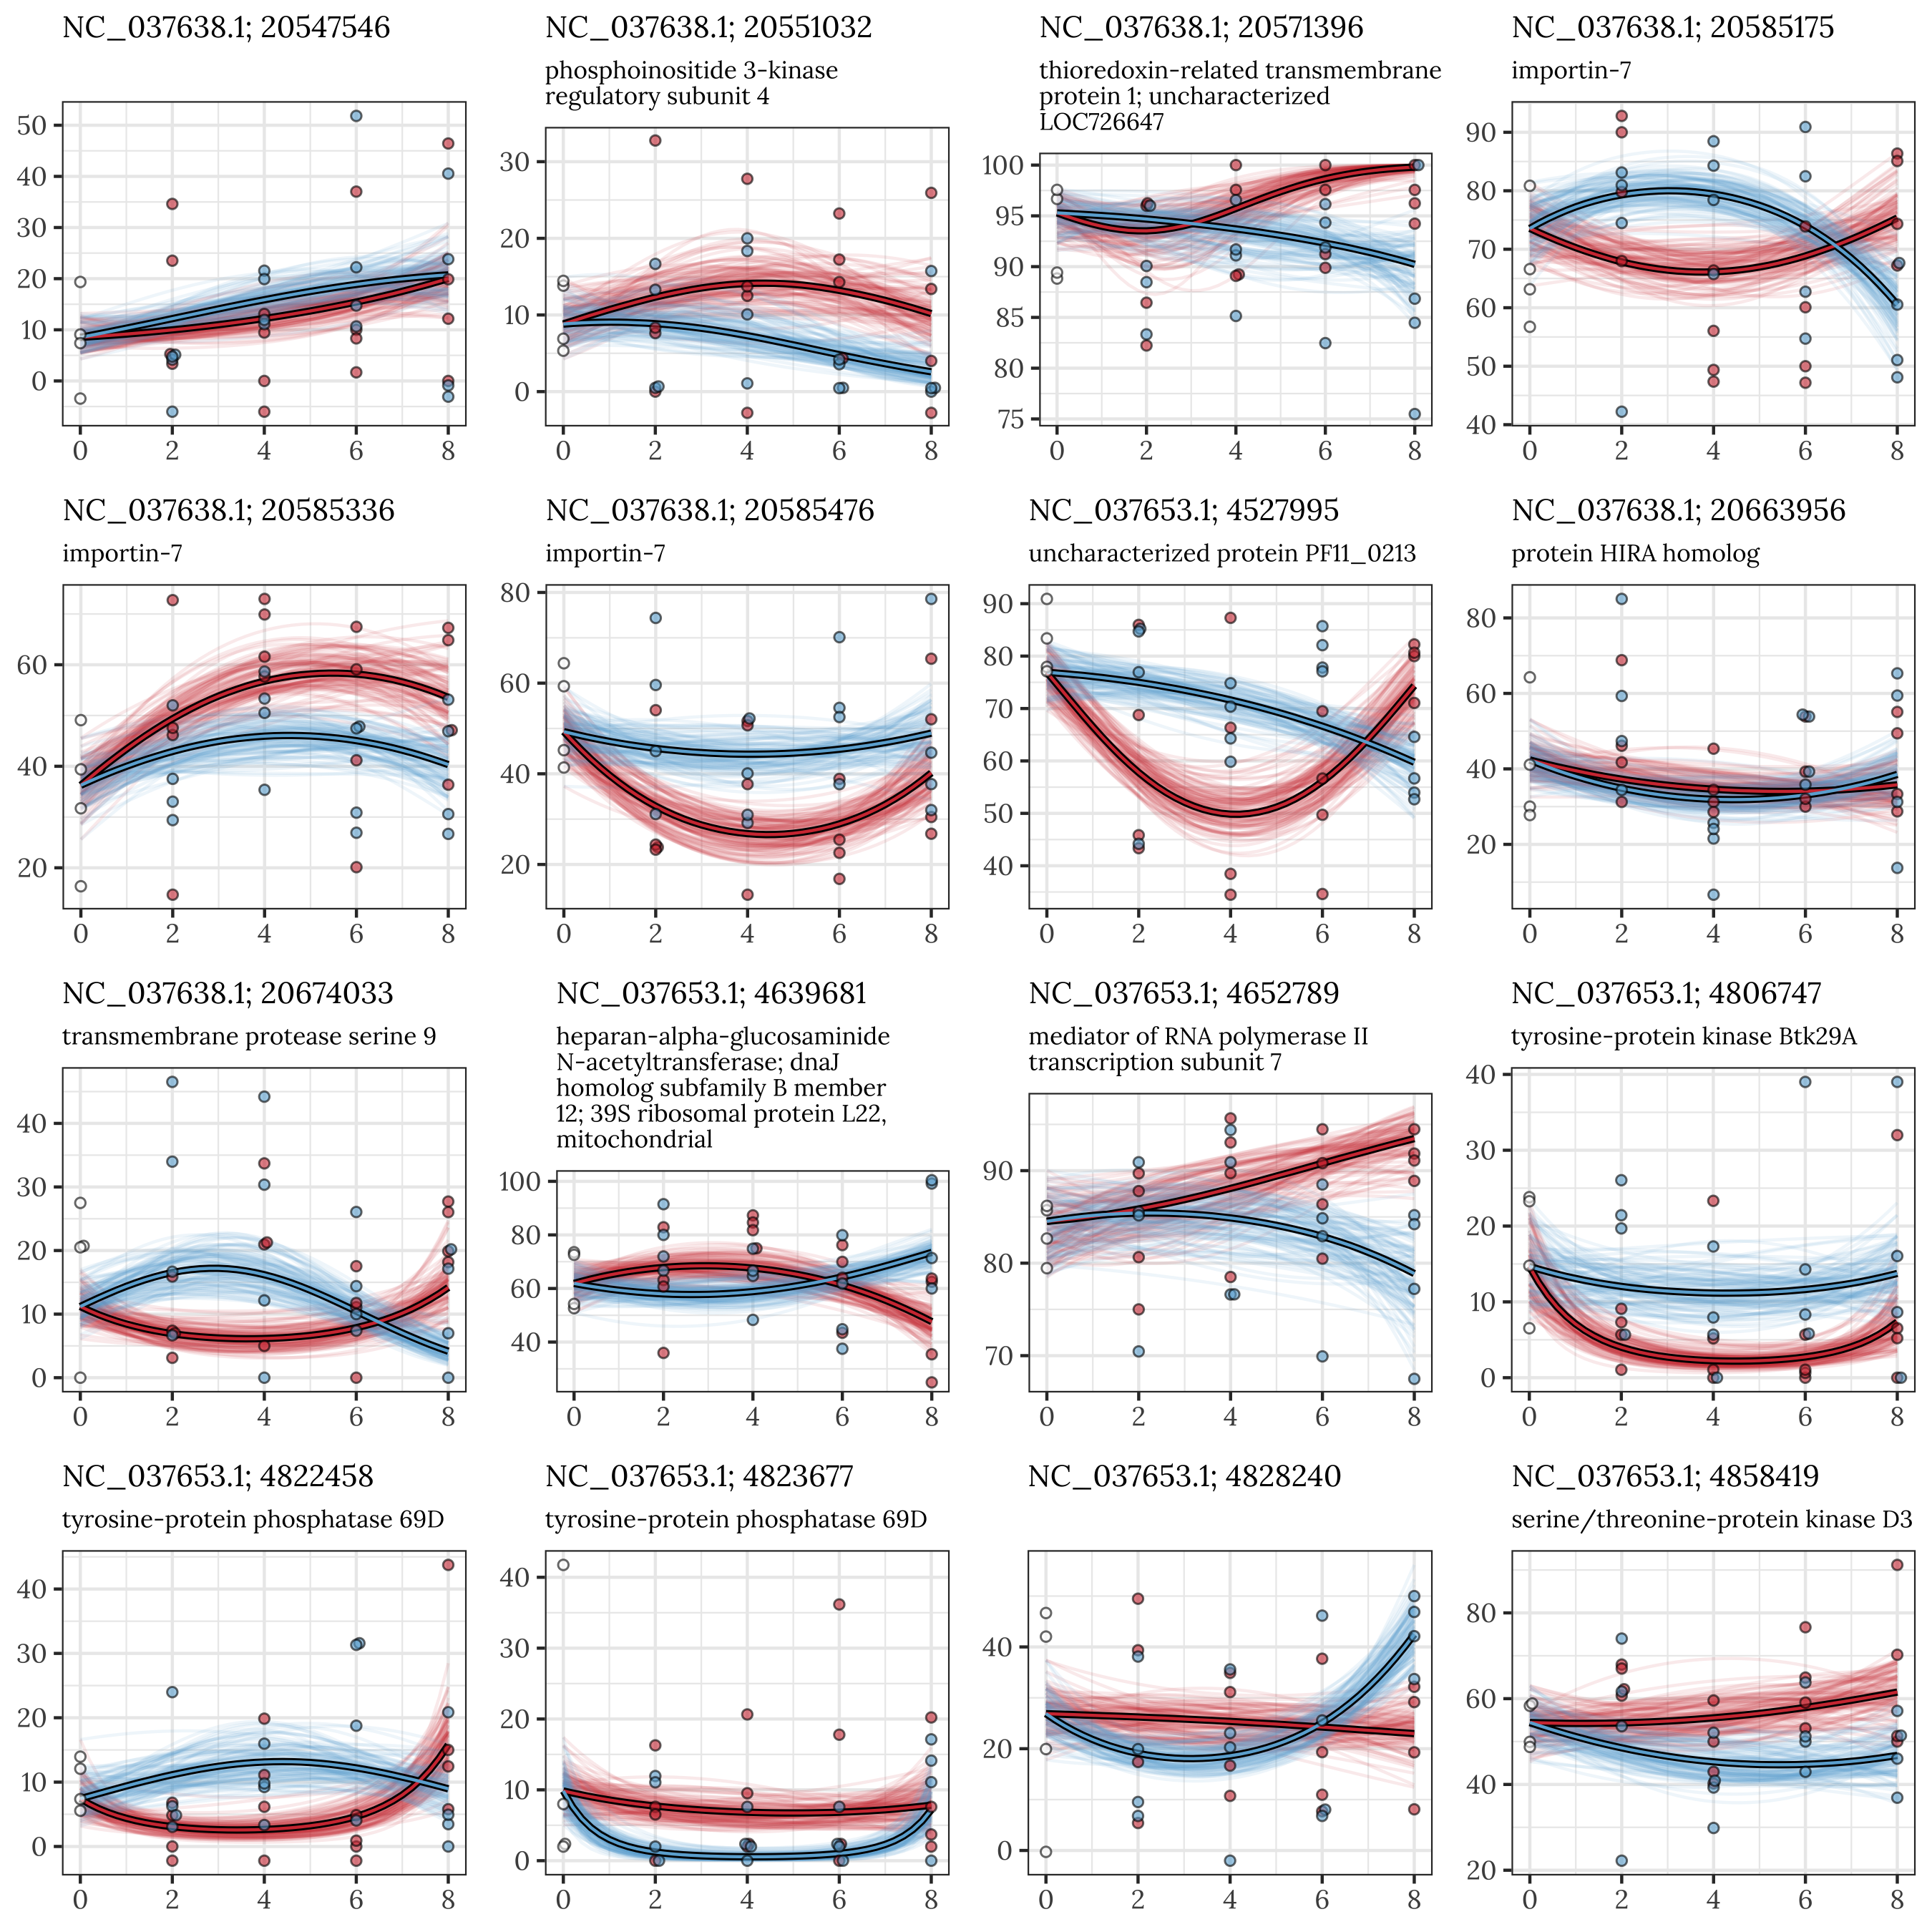 NC_037638.1; 20547546
50
40
30
20
10
0
0 2 4 6 8
NC_037638.1; 20551032
phosphoinositide 3-kinase
regulatory subunit 4
30
20
10
0
0 2 4 6 8
NC_037638.1; 20571396
thioredoxin-related transmembrane
protein 1; uncharacterized
LOC726647
100
95
90
85
80
75
0 2 4 6 8
NC_037638.1; 20585175
importin-7
90
80
70
60
50
40
0 2 4 6 8
NC_037638.1; 20585336
importin-7
60
40
20
0 2 4 6 8
NC_037638.1; 20585476
importin-7
80
60
40
20
0 2 4 6 8
NC_037653.1; 4527995
uncharacterized protein PF11_0213
90
80
70
60
50
40
0 2 4 6 8
NC_037638.1; 20663956
protein HIRA homolog
80
60
40
20
0 2 4 6 8
NC_037638.1; 20674033
transmembrane protease serine 9
40
30
20
10
0
0 2 4 6 8
NC_037653.1; 4639681
heparan-alpha-glucosaminide
N-acetyltransferase; dnaJ
homolog subfamily B member
12; 39S ribosomal protein L22,
mitochondrial
100
80
60
40
0 2 4 6 8
NC_037653.1; 4652789
mediator of RNA polymerase II
transcription subunit 7
90
80
70
0 2 4 6 8
NC_037653.1; 4806747
tyrosine-protein kinase Btk29A
40
30
20
10
0
0 2 4 6 8
NC_037653.1; 4822458
tyrosine-protein phosphatase 69D
40
30
20
10
0
0 2 4 6 8
NC_037653.1; 4823677
tyrosine-protein phosphatase 69D
40
30
20
10
0
0 2 4 6 8
NC_037653.1; 4828240
40
20
0
0 2 4 6 8
NC_037653.1; 4858419
serine/threonine-protein kinase D3
80
60
40
20
0 2 4 6 8